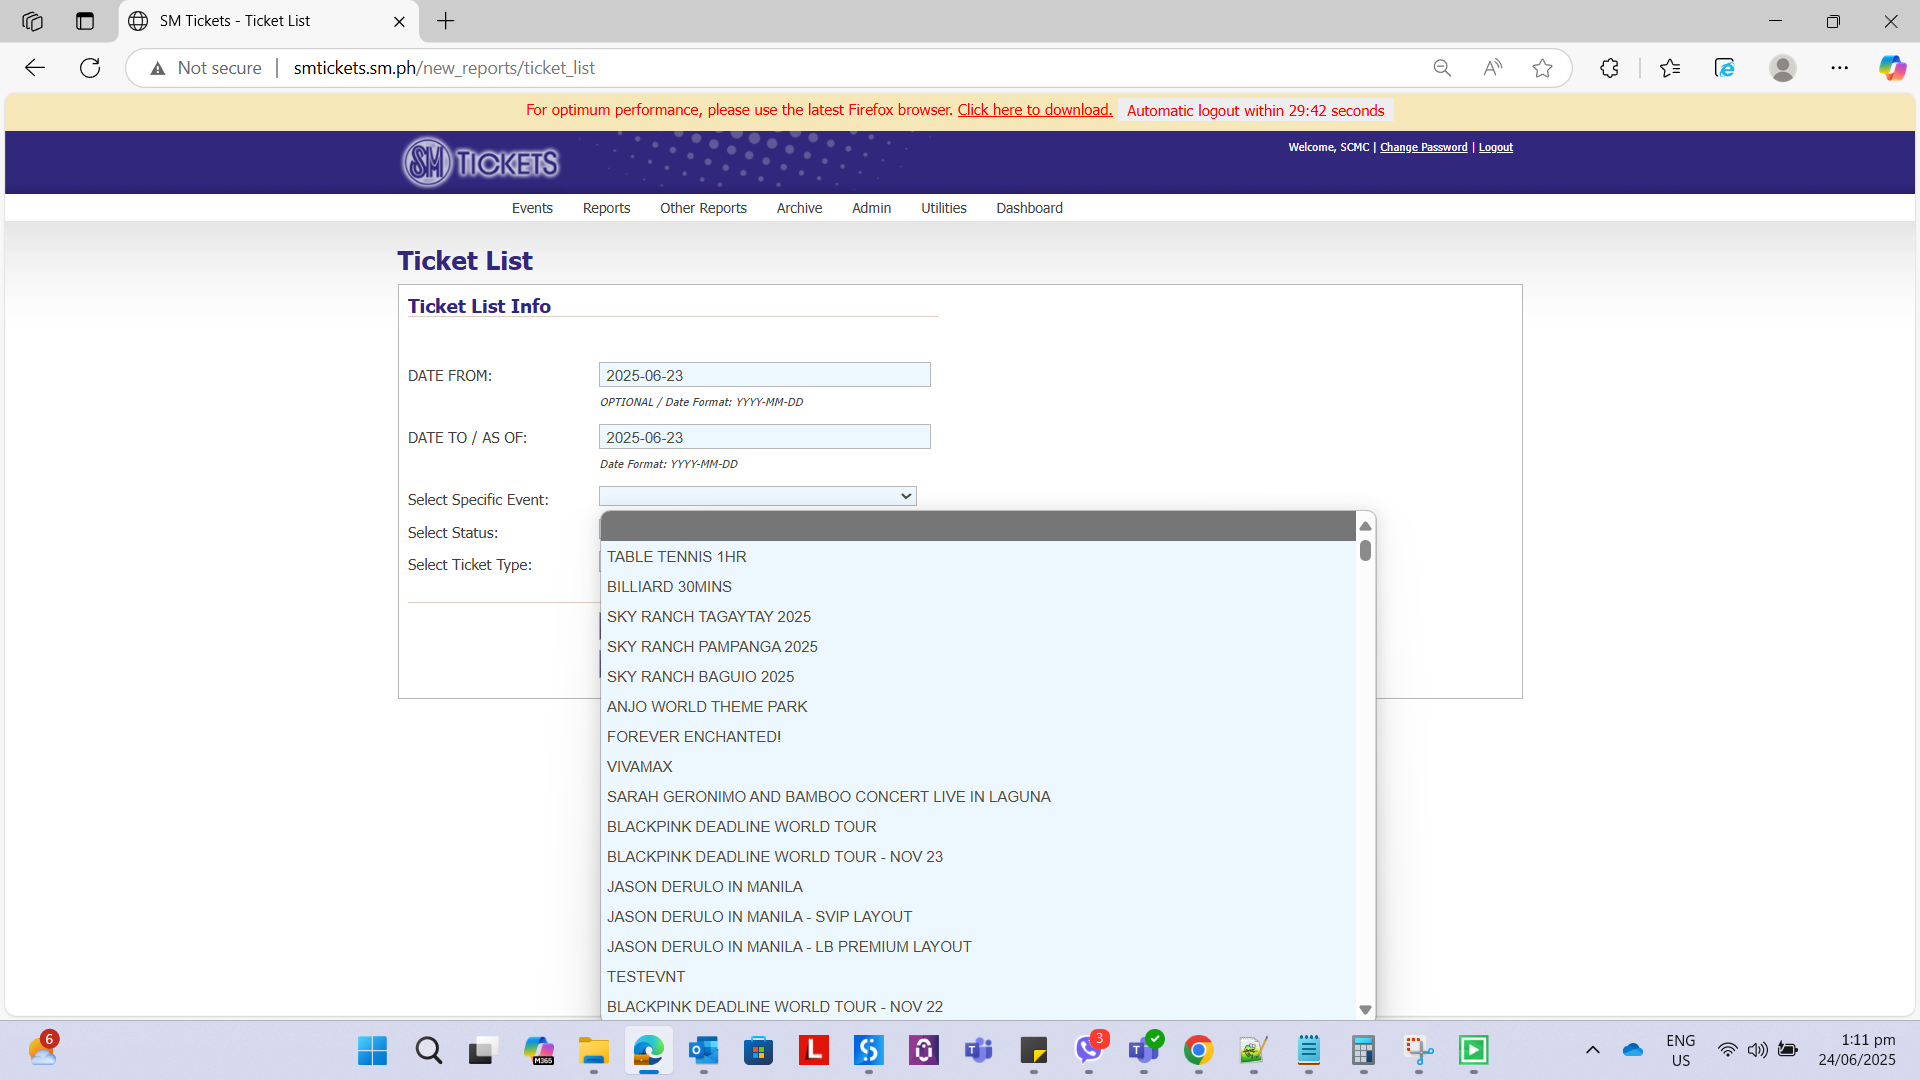 SM Tickets - Ticket List
Not secure
smtickets.sm.ph/new_reports/ticket_list
For optimum performance, please use the latest Firefox browser. Click here to download. Automatic logout within 29:42 seconds
SM TICKETS
Welcome, SCMC | Change Password | Logout
Events Reports Other Reports Archive Admin Utilities Dashboard
Ticket List
Ticket List Info
DATE FROM: 2025-06-23
OPTIONAL / Date Format: YYYY-MM-DD
DATE TO / AS OF: 2025-06-23
Date Format: YYYY-MM-DD
Select Specific Event:
Select Status:
Select Ticket Type:
TABLE TENNIS 1HR
BILLIARD 30MINS
SKY RANCH TAGAYTAY 2025
SKY RANCH PAMPANGA 2025
SKY RANCH BAGUIO 2025
ANJO WORLD THEME PARK
FOREVER ENCHANTED!
VIVAMAX
SARAH GERONIMO AND BAMBOO CONCERT LIVE IN LAGUNA
BLACKPINK DEADLINE WORLD TOUR
BLACKPINK DEADLINE WORLD TOUR - NOV 23
JASON DERULO IN MANILA
JASON DERULO IN MANILA - SVIP LAYOUT
JASON DERULO IN MANILA - LB PREMIUM LAYOUT
TESTEVNT
BLACKPINK DEADLINE WORLD TOUR - NOV 22
6
M365
L
3
ENG
US
1:11 pm
24/06/2025